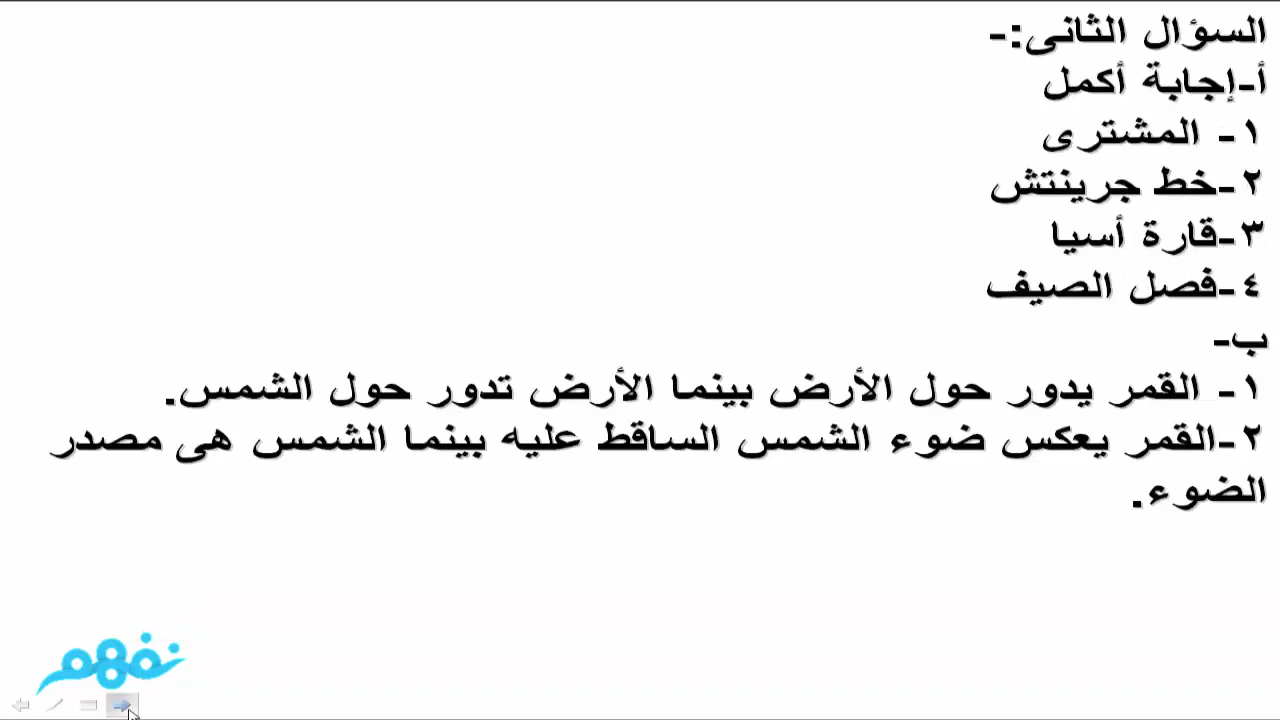 السؤال الثانى:-
أ-إجابة أكمل
١- المشترى
٢-خط جرينتش
٣-قارة أسيا
٤-فصل الصيف
ب-
١- القمر يدور حول الأرض بينما الأرض تدور حول الشمس.
٢-القمر يعكس ضوء الشمس الساقط عليه بينما الشمس هى مصدر
الضوء.
نفهم